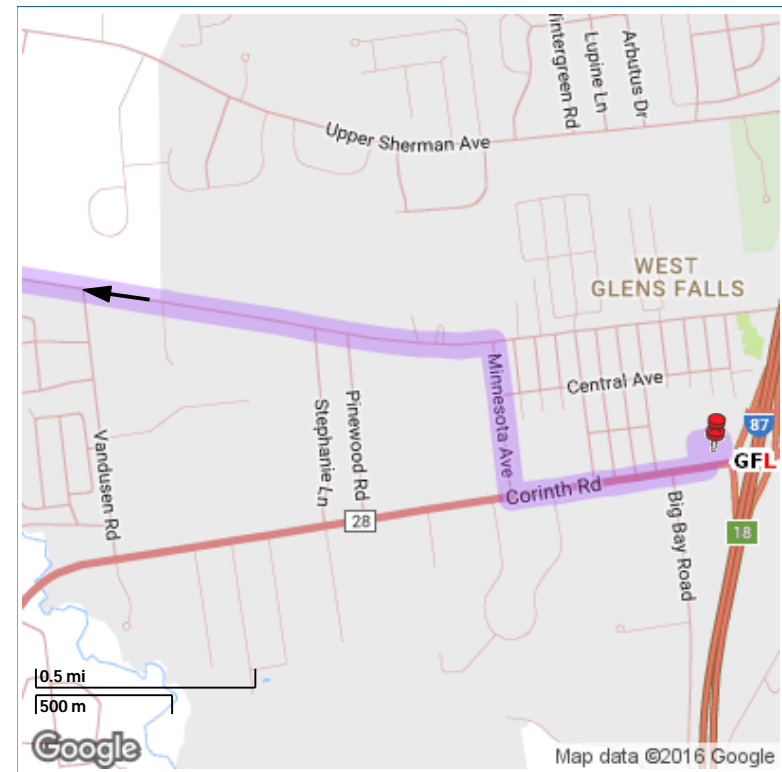 Wintergreen Rd
Lupine Ln
Arbutus Dr
Upper Sherman Ave
WEST
GLENS FALLS
Minnesota Ave
Central Ave
Pinewood Rd
Stephanie Ln
Vandusen Rd
87
GFL
Corinth Rd
28
Big Bay Road
18
0.5 mi
500 m
Google
Map data ©2016 Google